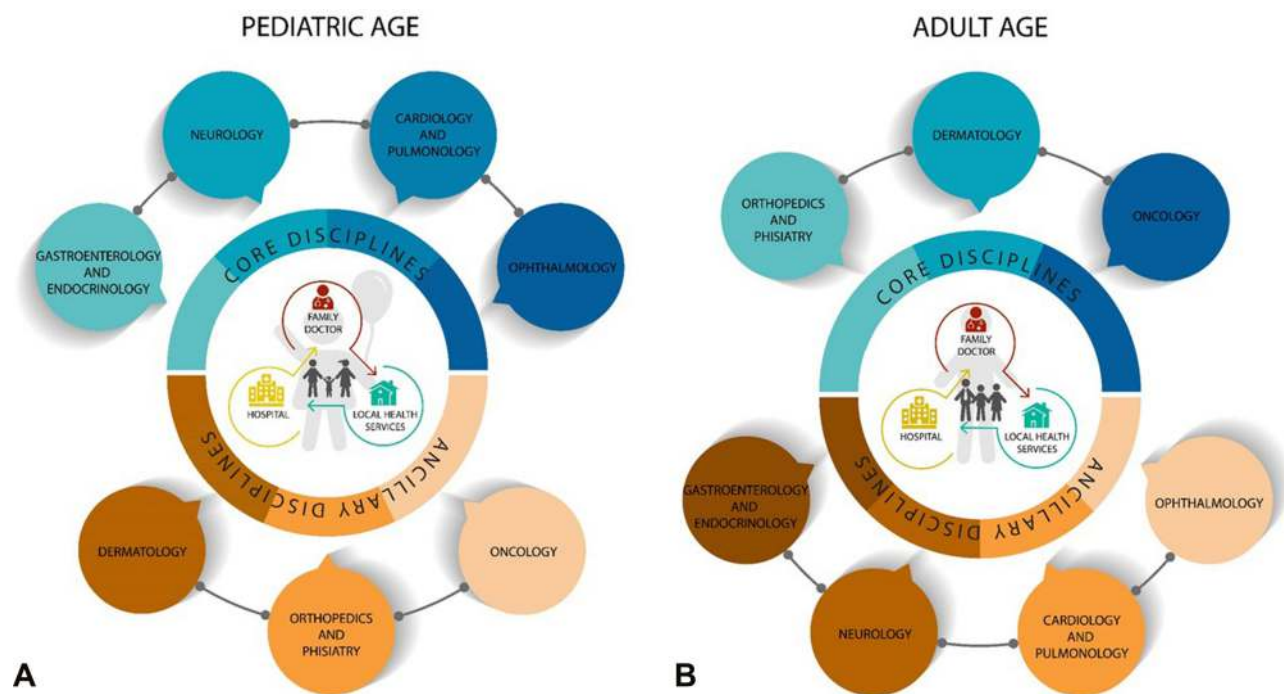 PEDIATRIC AGE
NEUROLOGY
CARDIOLOGY
AND
PULMONOLOGY
GASTROENTEROLOGY
AND
ENDOCRINOLOGY
OPHTHALMOLOGY
CORE DISCIPLINES
FAMILY
DOCTOR
HOSPITAL
LOCAL HEALTH
SERVICES
ANCILLARY DISCIPLINES
DERMATOLOGY
ORTHOPEDICS
AND
PHISIATRY
ONCOLOGY
A
ADULT AGE
DERMATOLOGY
ORTHOPEDICS
AND
PHISIATRY
ONCOLOGY
CORE DISCIPLINES
FAMILY
DOCTOR
HOSPITAL
LOCAL HEALTH
SERVICES
ANCILLARY DISCIPLINES
GASTROENTEROLOGY
AND
ENDOCRINOLOGY
OPHTHALMOLOGY
NEUROLOGY
CARDIOLOGY
AND
PULMONOLOGY
B